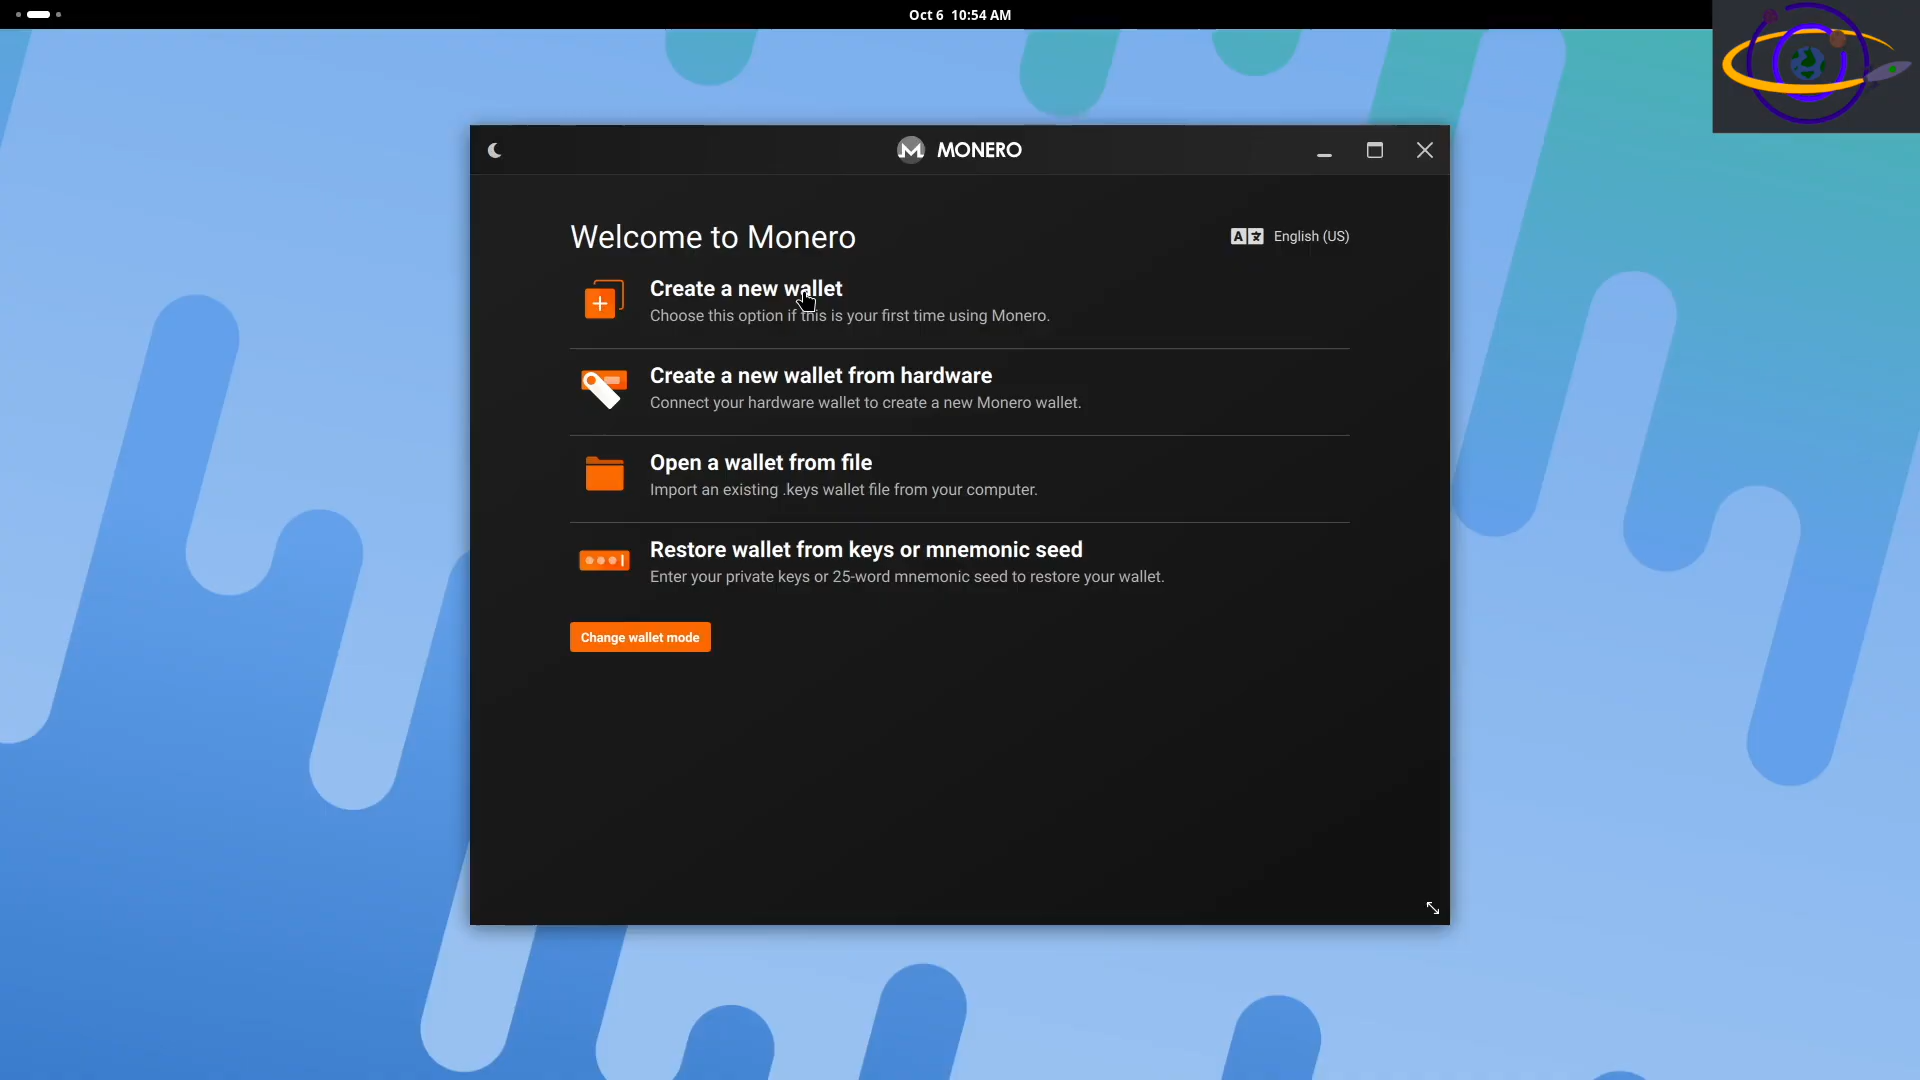 Oct 6 10:54 AM
MONERO
Welcome to Monero
A English (US)
Create a new wallet
Choose this option if this is your first time using Monero.
Create a new wallet from hardware
Connect your hardware wallet to create a new Monero wallet.
Open a wallet from file
Import an existing .keys wallet file from your computer.
Restore wallet from keys or mnemonic seed
Enter your private keys or 25-word mnemonic seed to restore your wallet.
Change wallet mode